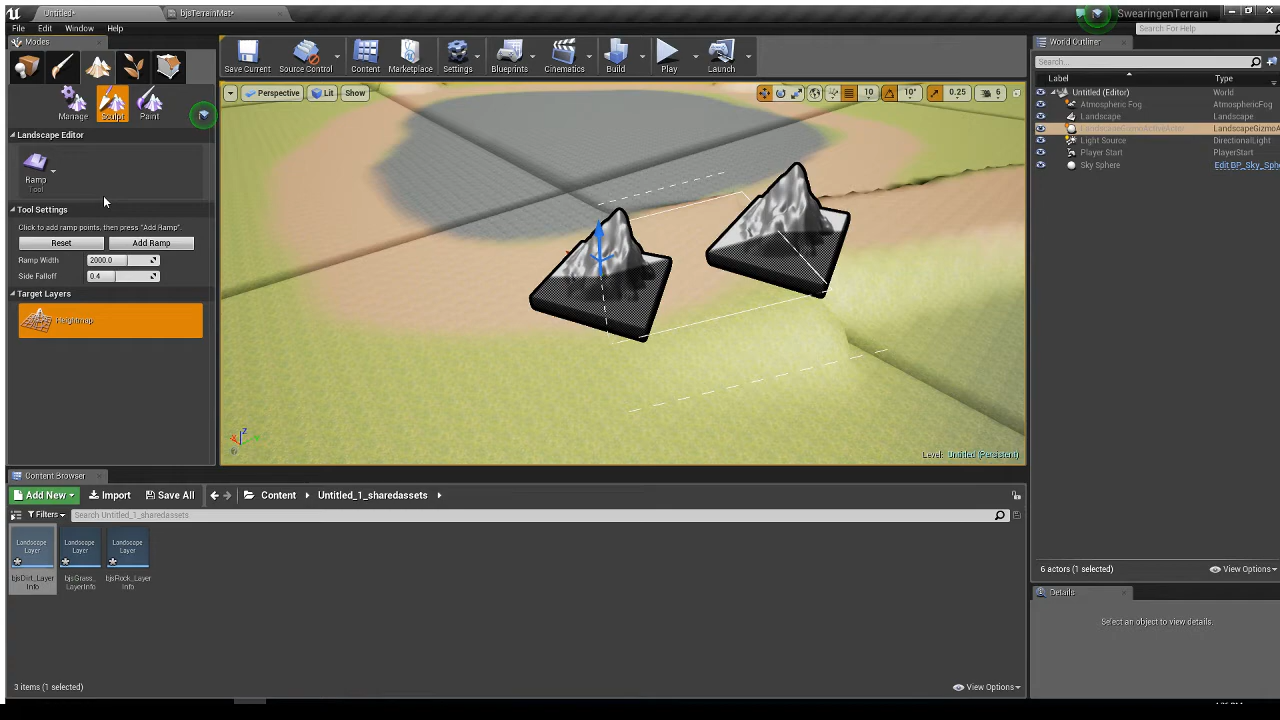 Untitled*
bjsTerrainMat*
SwearingenTerrain
File Edit Window Help
Search For Help
Modes
Manage Sculpt Paint
Landscape Editor
Ramp
Tool
Tool Settings
Click to add ramp points, then press "Add Ramp".
Reset Add Ramp
Ramp Width 2000.0
Side Falloff 0.4
Target Layers
Heightmap
Save Current Source Control Content Marketplace Settings Blueprints Cinematics Build Play Launch
Perspective Lit Show
10 10° 0.25 6
X Y Z
Level: Untitled (Persistent)
World Outliner
Search...
Label Type
Untitled (Editor) World
Atmospheric Fog AtmosphericFog
Landscape Landscape
LandscapeGizmoActiveActor LandscapeGizmoA
Light Source DirectionalLight
Player Start PlayerStart
Sky Sphere Edit BP_Sky_Sph
6 actors (1 selected) View Options
Details
Select an object to view details.
Content Browser
Add New Import Save All Content Untitled_1_sharedassets
Filters Search Untitled_1_sharedassets
Landscape Layer
Landscape Layer
Landscape Layer
bjsDirt_Layer Info
bjsGrass_ LayerInfo
bjsRock_Layer Info
3 items (1 selected) View Options